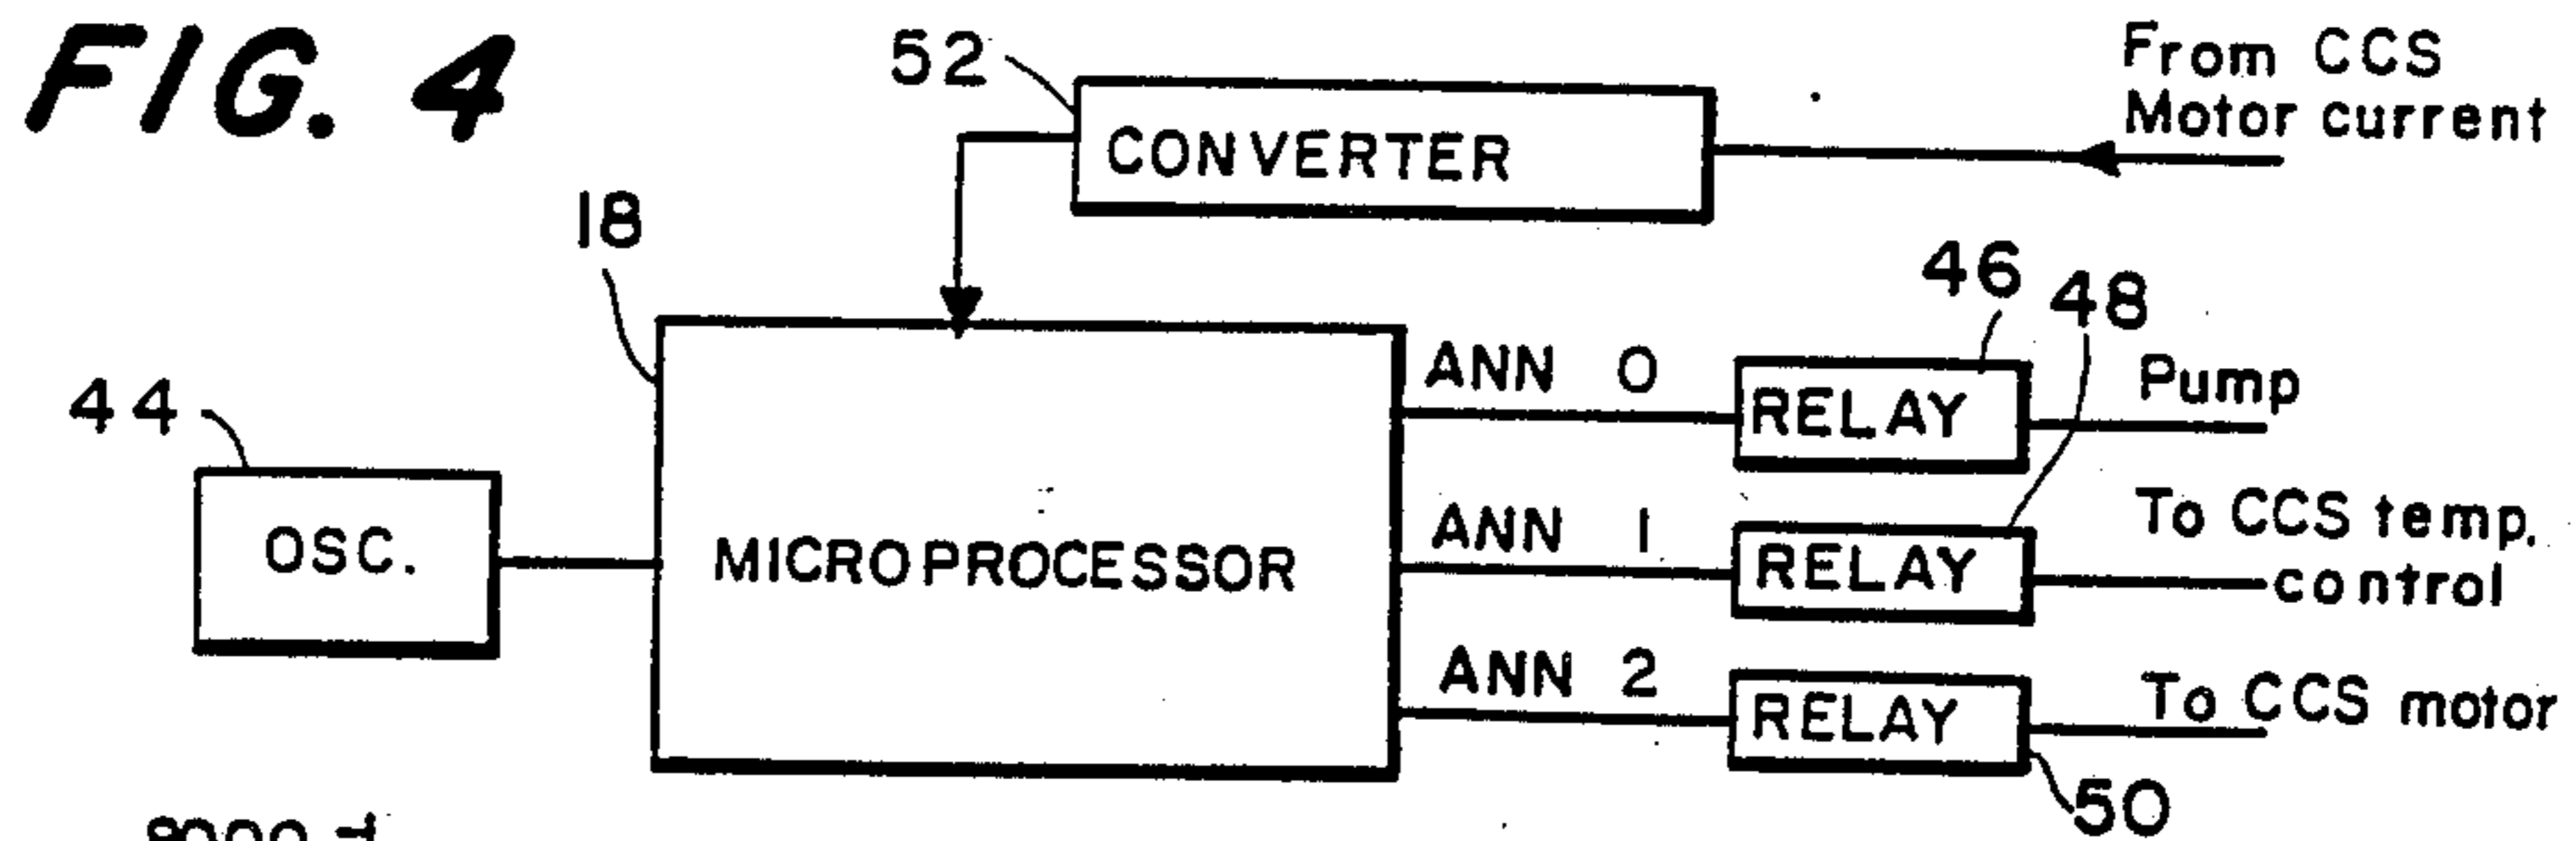 FIG. 4
52
CONVERTER
From CCS
Motor current
18
46
48
44
ANN 0
RELAY
Pump
OSC.
MICROPROCESSOR
ANN 1
RELAY
To CCS temp.
control
ANN 2
RELAY
To CCS motor
50
8000